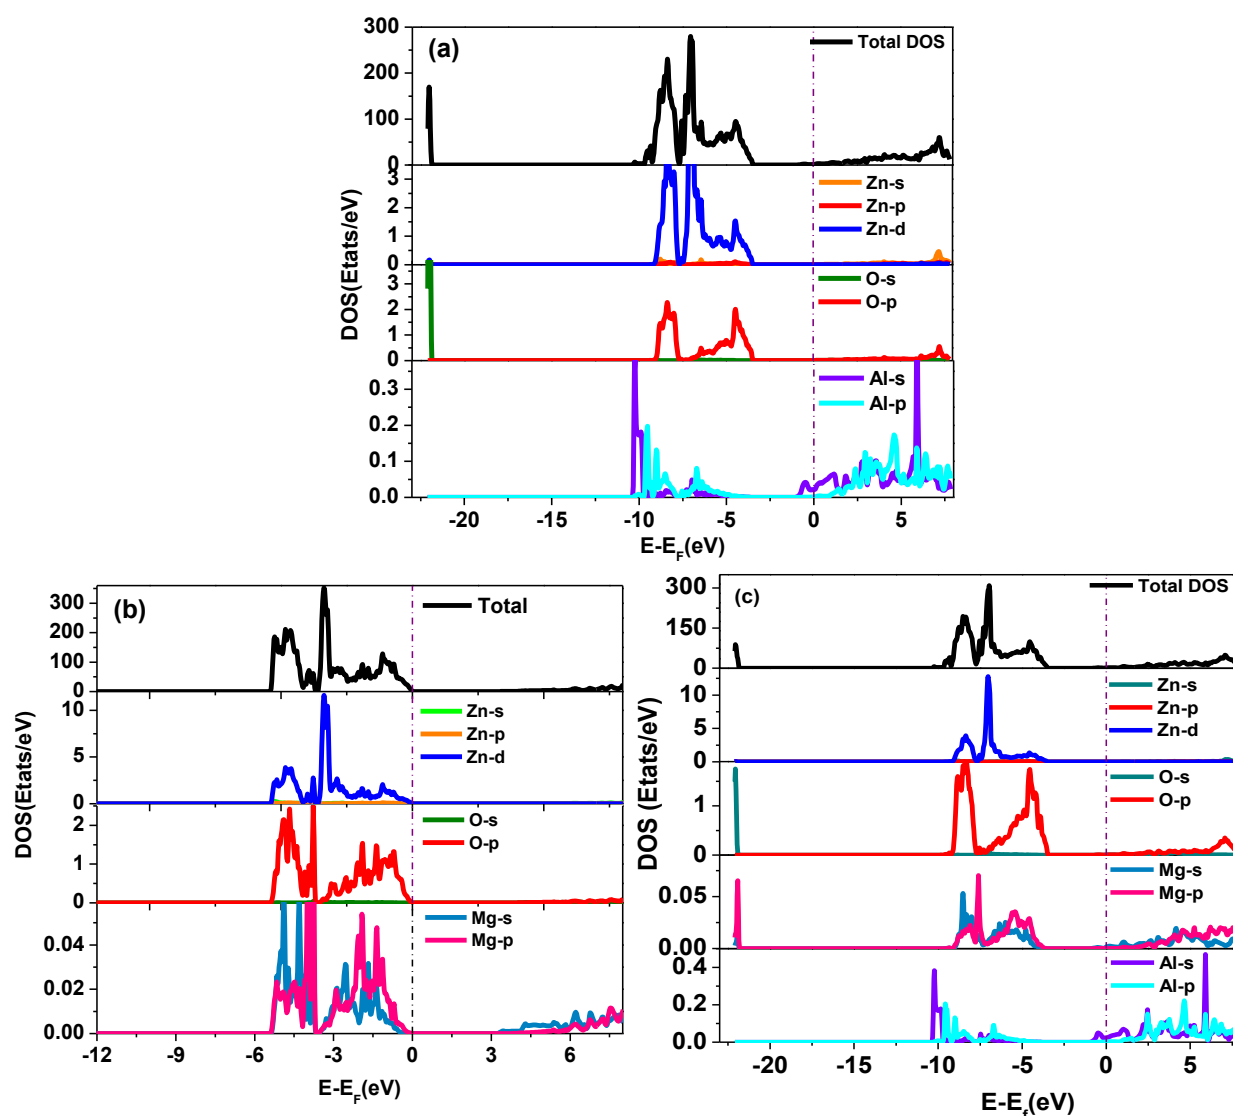 (a)
Total DOS
300
200
100
0
Zn-s
Zn-p
Zn-d
3
2
1
0
O-s
O-p
3
2
1
0
Al-s
Al-p
0.3
0.2
0.1
0.0
DOS(Etats/eV)
-20 -15 -10 -5 0 5
E-EF(eV)
(b)
Total
350
300
250
200
150
100
50
0
Zn-s
Zn-p
Zn-d
10
5
0
O-s
O-p
2
1
0
Mg-s
Mg-p
0.04
0.02
0.00
DOS(Etats/eV)
-12 -9 -6 -3 0 3 6
E-EF(eV)
(c)
Total DOS
300
150
0
Zn-s
Zn-p
Zn-d
10
5
0
O-s
O-p
1
0
Mg-s
Mg-p
0.05
0.00
Al-s
Al-p
0.4
0.2
0.0
DOS (Etats/eV)
-20 -15 -10 -5 0 5
E-Ef(eV)